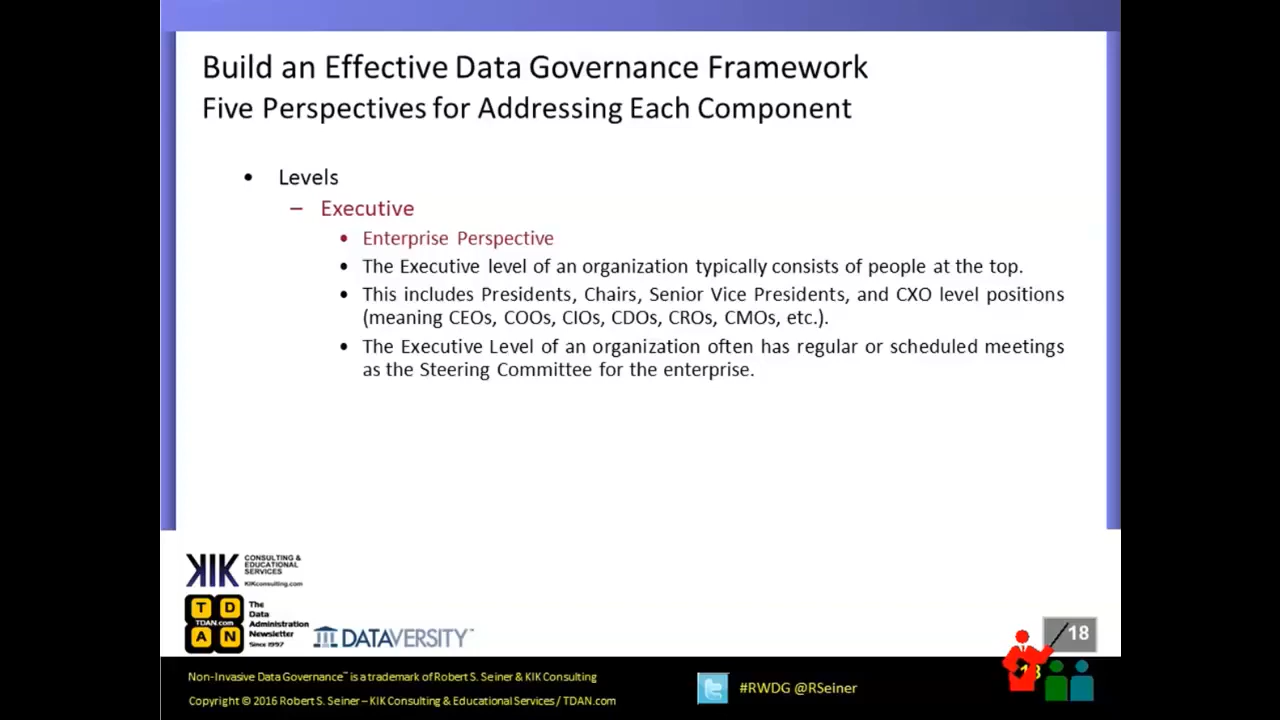 Build an Effective Data Governance Framework
Five Perspectives for Addressing Each Component
• Levels
– Executive
• Enterprise Perspective
• The Executive level of an organization typically consists of people at the top.
• This includes Presidents, Chairs, Senior Vice Presidents, and CXO level positions
(meaning CEOs, COOs, CIOs, CDOs, CROs, CMOs, etc.).
• The Executive Level of an organization often has regular or scheduled meetings
as the Steering Committee for the enterprise.
KIK
CONSULTING &
EDUCATIONAL
SERVICES
KIKconsulting.com
T D
TDAN.com
A N
The
Data
Administration
Newsletter
Since 1997
DATAVERSITY™
18
Non-Invasive Data Governance™ is a trademark of Robert S. Seiner & KIK Consulting
Copyright © 2016 Robert S. Seiner – KIK Consulting & Educational Services / TDAN.com
#RWDG @RSeiner